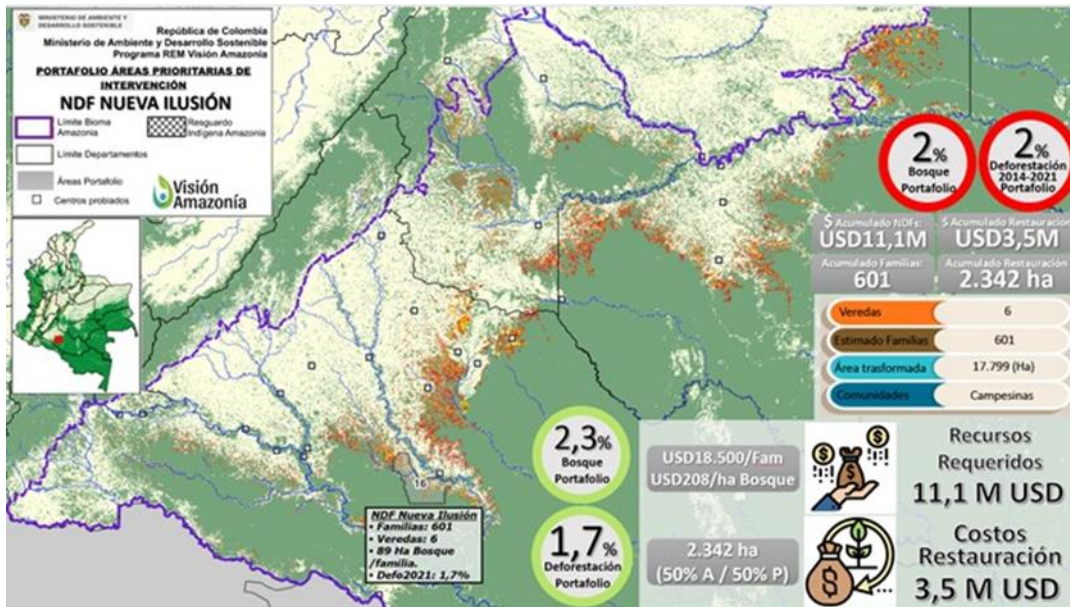 MINISTERIO DE AMBIENTE Y
DESARROLLO SOSTENIBLE
República de Colombia
Ministerio de Ambiente y Desarrollo Sostenible
Programa REM Visión Amazonía
PORTAFOLIO ÁREAS PRIORITARIAS DE
INTERVENCIÓN
NDF NUEVA ILUSIÓN
Límite Bioma
Amazonia
Resguardo
Indígena Amazonia
Límite Departamentos
Áreas Portafolio
Centros probiados
Visión
Amazonía
2%
Bosque
Portafolio
2%
Deforestación
2014-2021
Portafolio
$ Acumulado NDFs:
USD11,1M
$ Acumulado Restauración
USD3,5M
Acumulado Familias:
601
Acumulado Restauración
2.342 ha
Veredas 6
Estimado Familias 601
Área trasformada 17.799 (Ha)
Comunidades Campesinas
16
NDF Nueva Ilusión
• Familias: 601
• Veredas: 6
• 89 Ha Bosque
/familia.
• Defo2021: 1,7%
2,3%
Bosque
Portafolio
USD18.500/Fam
USD208/ha Bosque
Recursos
Requeridos
11,1 M USD
1,7%
Deforestación
Portafolio
2.342 ha
(50% A / 50% P)
Costos
Restauración
3,5 M USD